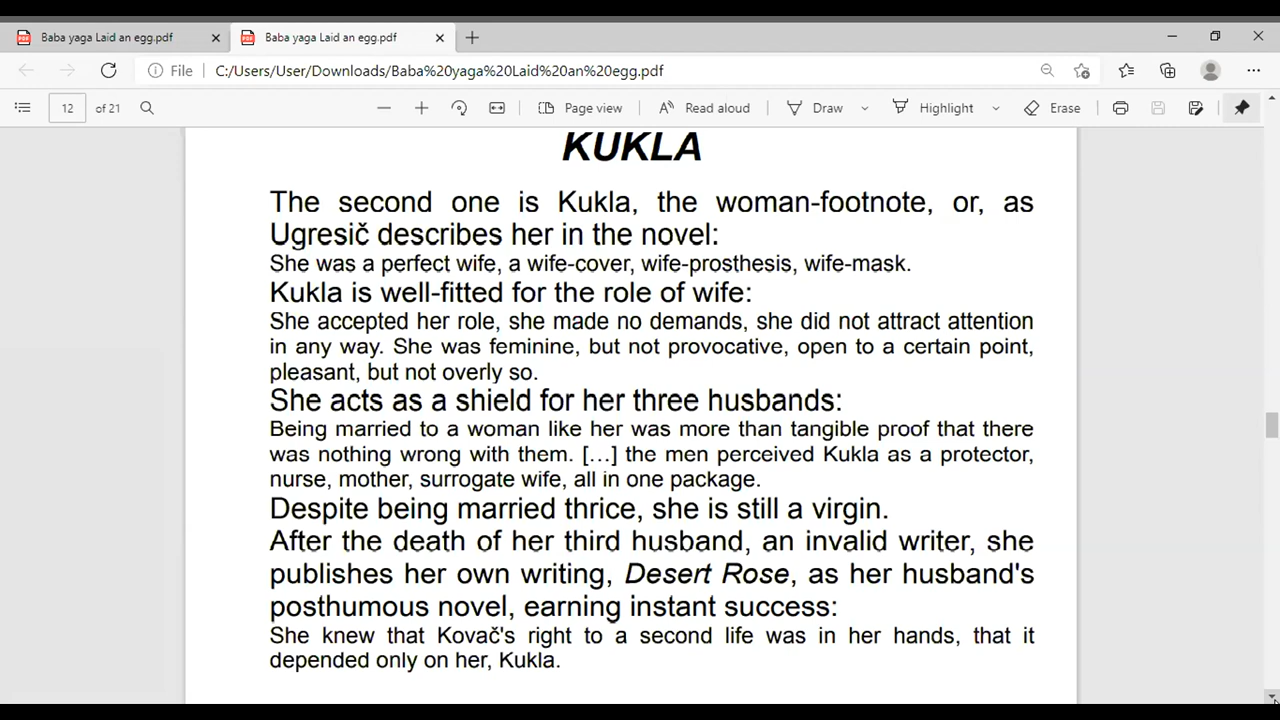 Baba yaga Laid an egg.pdf
Baba yaga Laid an egg.pdf
File
C:/Users/User/Downloads/Baba%20yaga%20Laid%20an%20egg.pdf
12 of 21
Page view
Read aloud
Draw
Highlight
Erase
KUKLA
The second one is Kukla, the woman-footnote, or, as
Ugresič describes her in the novel:
She was a perfect wife, a wife-cover, wife-prosthesis, wife-mask.
Kukla is well-fitted for the role of wife:
She accepted her role, she made no demands, she did not attract attention
in any way. She was feminine, but not provocative, open to a certain point,
pleasant, but not overly so.
She acts as a shield for her three husbands:
Being married to a woman like her was more than tangible proof that there
was nothing wrong with them. […] the men perceived Kukla as a protector,
nurse, mother, surrogate wife, all in one package.
Despite being married thrice, she is still a virgin.
After the death of her third husband, an invalid writer, she
publishes her own writing, Desert Rose, as her husband's
posthumous novel, earning instant success:
She knew that Kovač's right to a second life was in her hands, that it
depended only on her, Kukla.